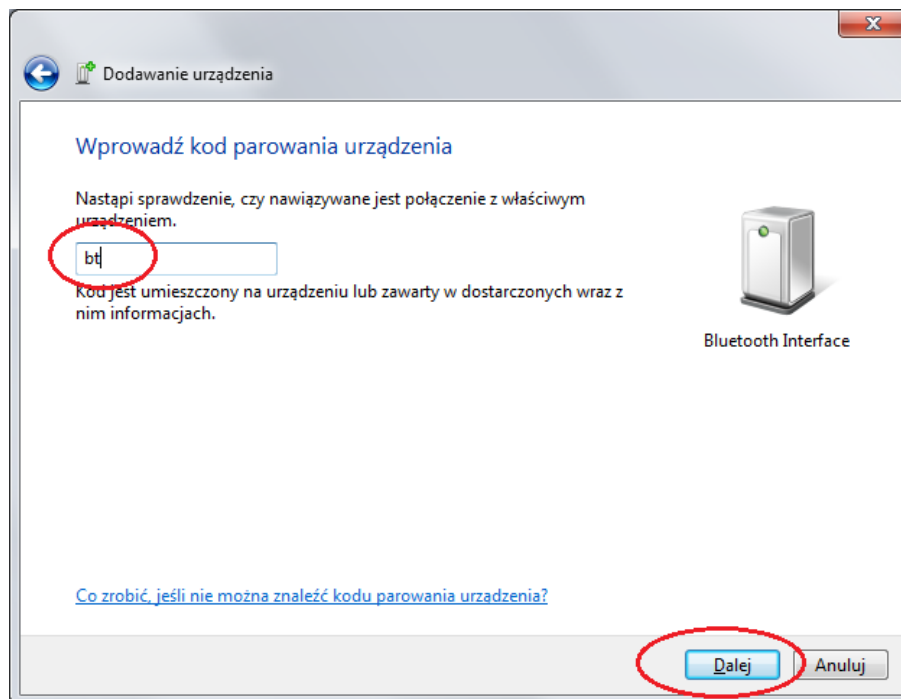 Dodawanie urządzenia
Wprowadź kod parowania urządzenia
Nastąpi sprawdzenie, czy nawiązywane jest połączenie z właściwym
urządzeniem.
bt
Kod jest umieszczony na urządzeniu lub zawarty w dostarczonych wraz z
nim informacjach.
Bluetooth Interface
Co zrobić, jeśli nie można znaleźć kodu parowania urządzenia?
Dalej
Anuluj